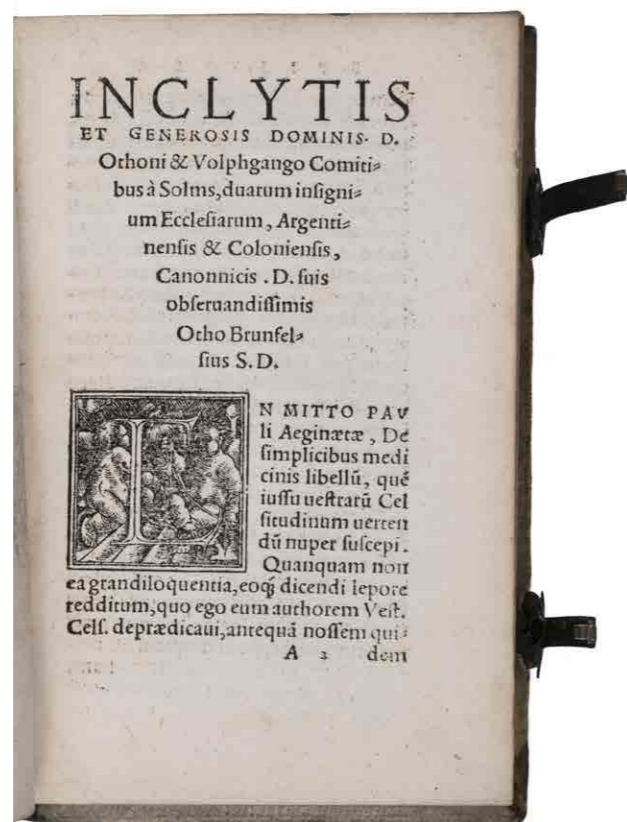 INCLYTIS
ET GENEROSIS DOMINIS. D.
Othoni & Volphgango Comiti⸗
bus à Solms, duarum inſigni⸗
um Eccleſiarum, Argenti⸗
nenſis & Colonienſis,
Canonnicis . D. ſuis
obſeruandiſſimis
Otho Brunfel⸗
ſius S. D.
EN MITTO PAV
li Aeginætæ, De
ſimplicibus medi
cinis libellũ, quẽ
iuſſu ueſtrarũ Cel
ſitudinum uerten
dũ nuper ſuſcepi.
Quanquam non
ea grandiloquentia, eoq́; dicendi lepore
redditum, quo ego eum authorem Veſt.
Celſ. deprædicaui, antequã noſſem qui⸗
A 2 dem